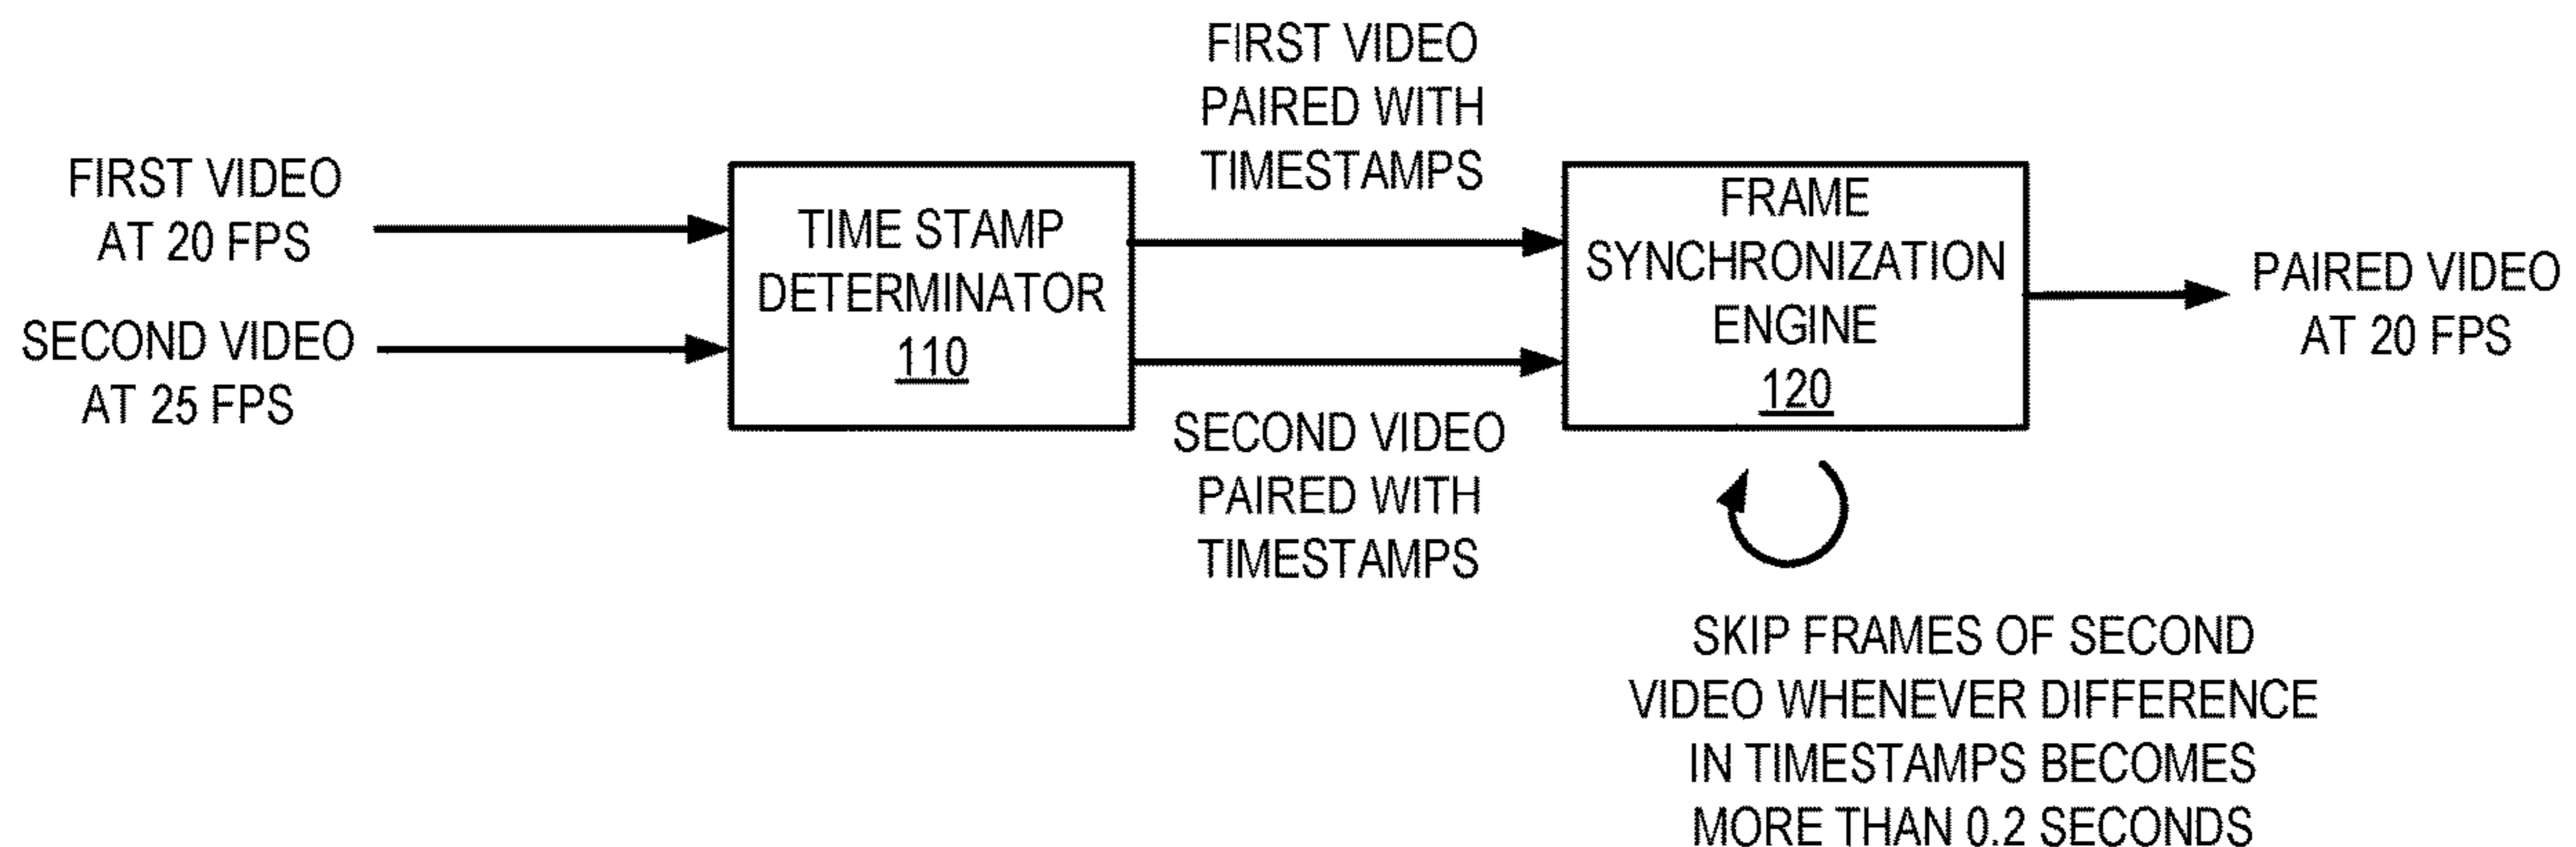 FIRST VIDEO
AT 20 FPS
SECOND VIDEO
AT 25 FPS
TIME STAMP
DETERMINATOR
110
FIRST VIDEO
PAIRED WITH
TIMESTAMPS
SECOND VIDEO
PAIRED WITH
TIMESTAMPS
FRAME
SYNCHRONIZATION
ENGINE
120
SKIP FRAMES OF SECOND
VIDEO WHENEVER DIFFERENCE
IN TIMESTAMPS BECOMES
MORE THAN 0.2 SECONDS
PAIRED VIDEO
AT 20 FPS